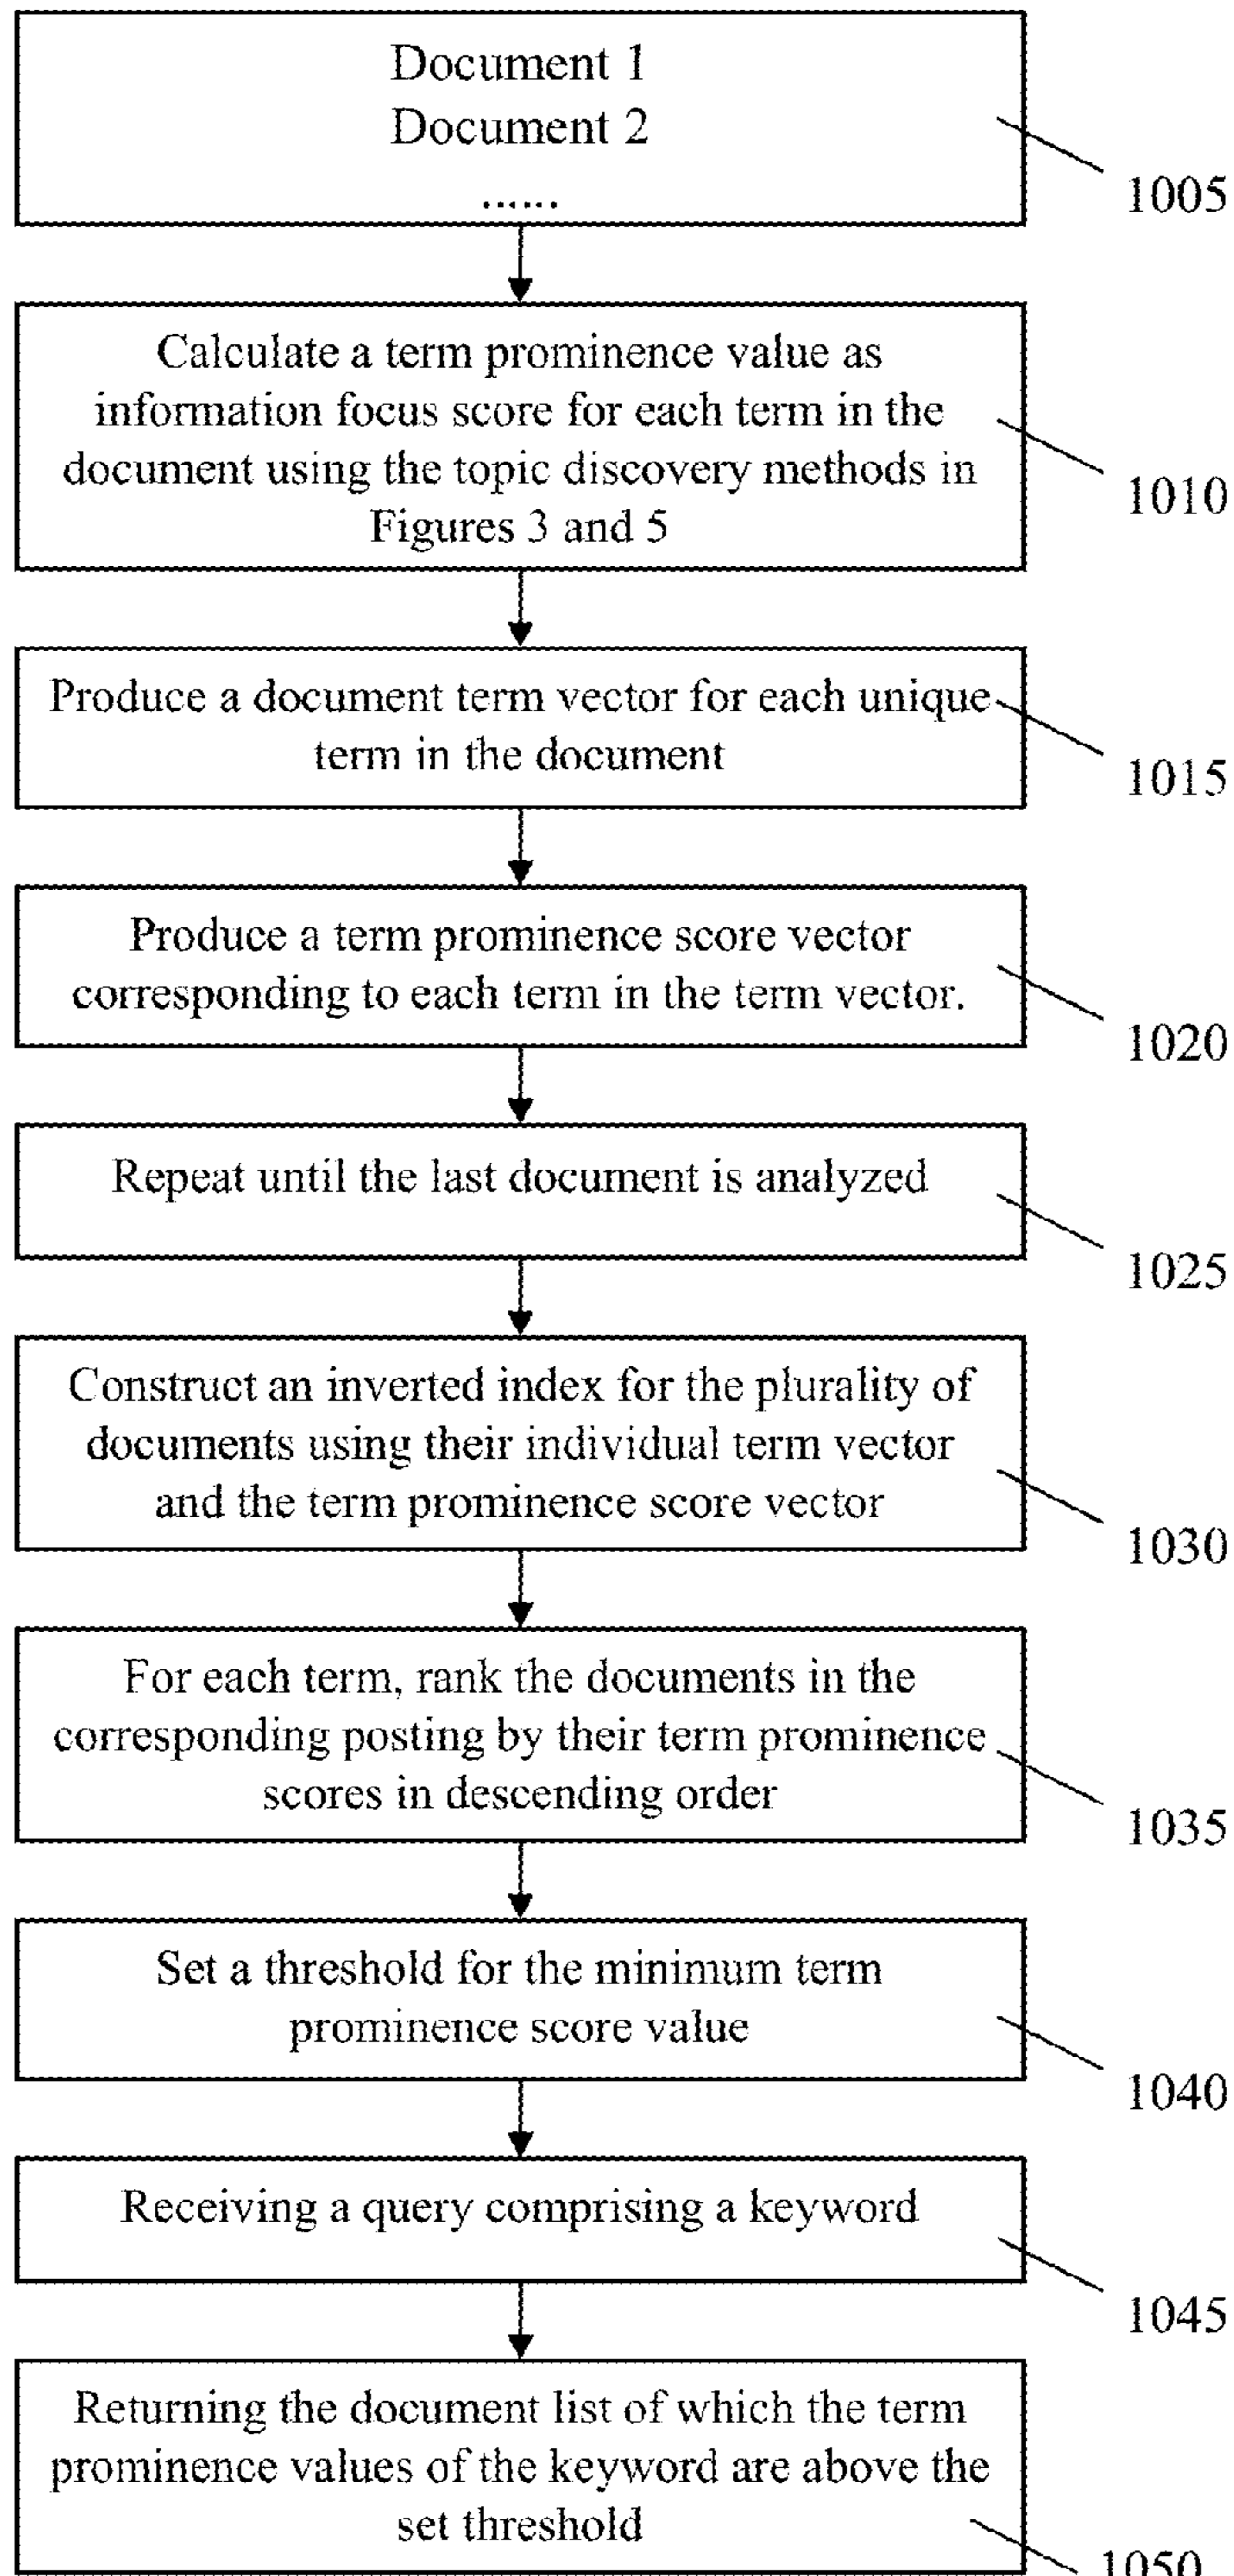 Document 1
Document 2
......
1005
Calculate a term prominence value as
information focus score for each term in the
document using the topic discovery methods in
Figures 3 and 5
1010
Produce a document term vector for each unique
term in the document
1015
Produce a term prominence score vector
corresponding to each term in the term vector.
1020
Repeat until the last document is analyzed
1025
Construct an inverted index for the plurality of
documents using their individual term vector
and the term prominence score vector
1030
For each term, rank the documents in the
corresponding posting by their term prominence
scores in descending order
1035
Set a threshold for the minimum term
prominence score value
1040
Receiving a query comprising a keyword
1045
Returning the document list of which the term
prominence values of the keyword are above the
set threshold
1050